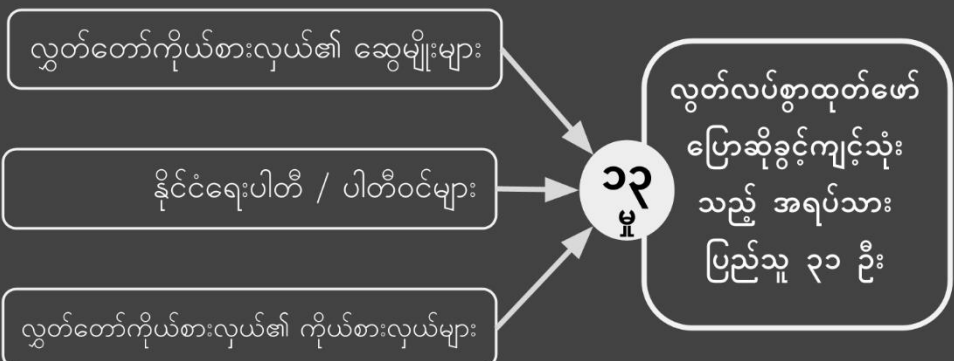 လွှတ်တော်ကိုယ်စားလှယ်၏ ဆွေမျိုးများ
နိုင်ငံရေးပါတီ / ပါတီဝင်များ
လွှတ်တော်ကိုယ်စားလှယ်၏ ကိုယ်စားလှယ်များ
၁၃
မှု
လွတ်လပ်စွာထုတ်ဖော်
ပြောဆိုခွင့်ကျင့်သုံး
သည့် အရပ်သား
ပြည်သူ ၃၁ ဦး